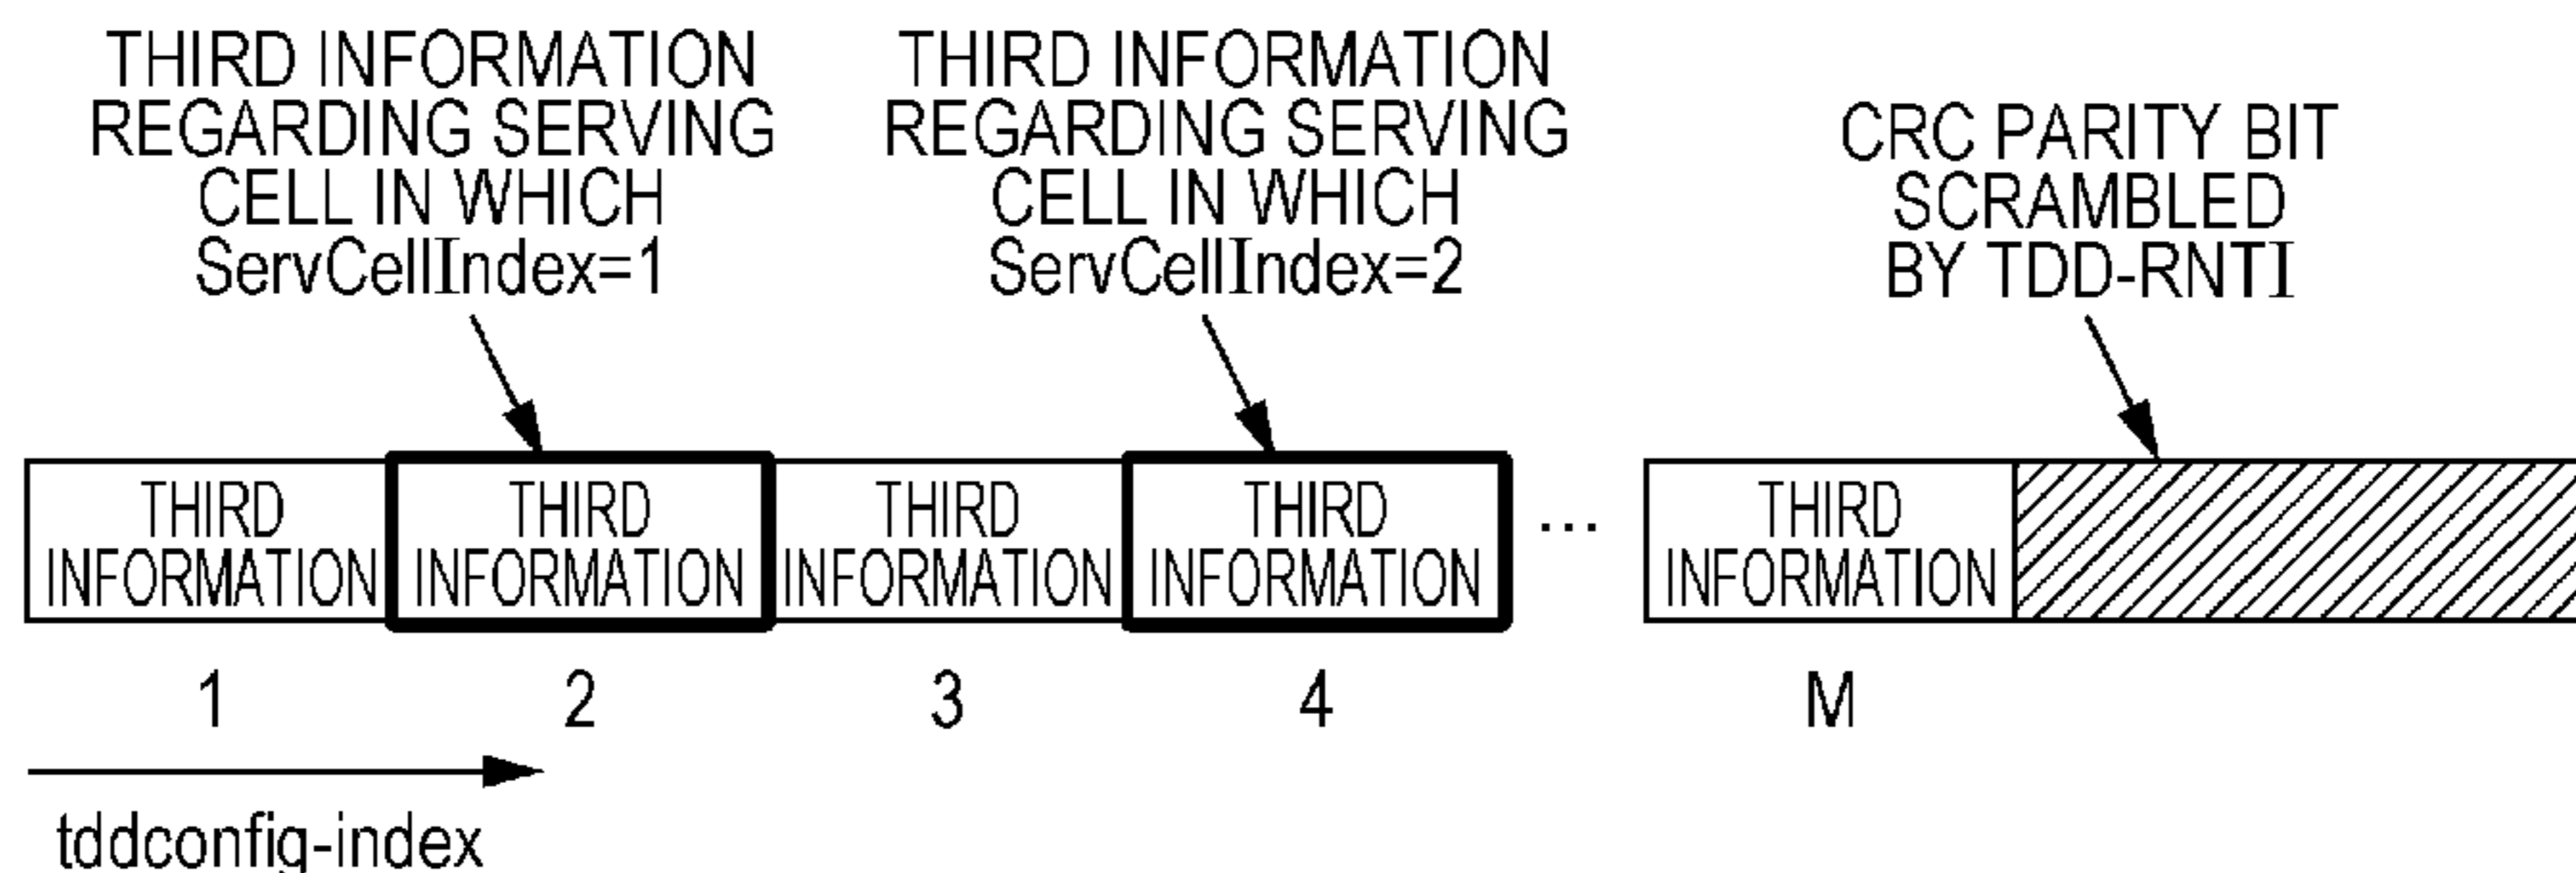 THIRD INFORMATION
REGARDING SERVING
CELL IN WHICH
ServCellIndex=1
THIRD INFORMATION
REGARDING SERVING
CELL IN WHICH
ServCellIndex=2
CRC PARITY BIT
SCRAMBLED
BY TDD-RNTI
THIRD
INFORMATION
THIRD
INFORMATION
THIRD
INFORMATION
THIRD
INFORMATION
...
THIRD
INFORMATION
1
2
3
4
M
tddconfig-index